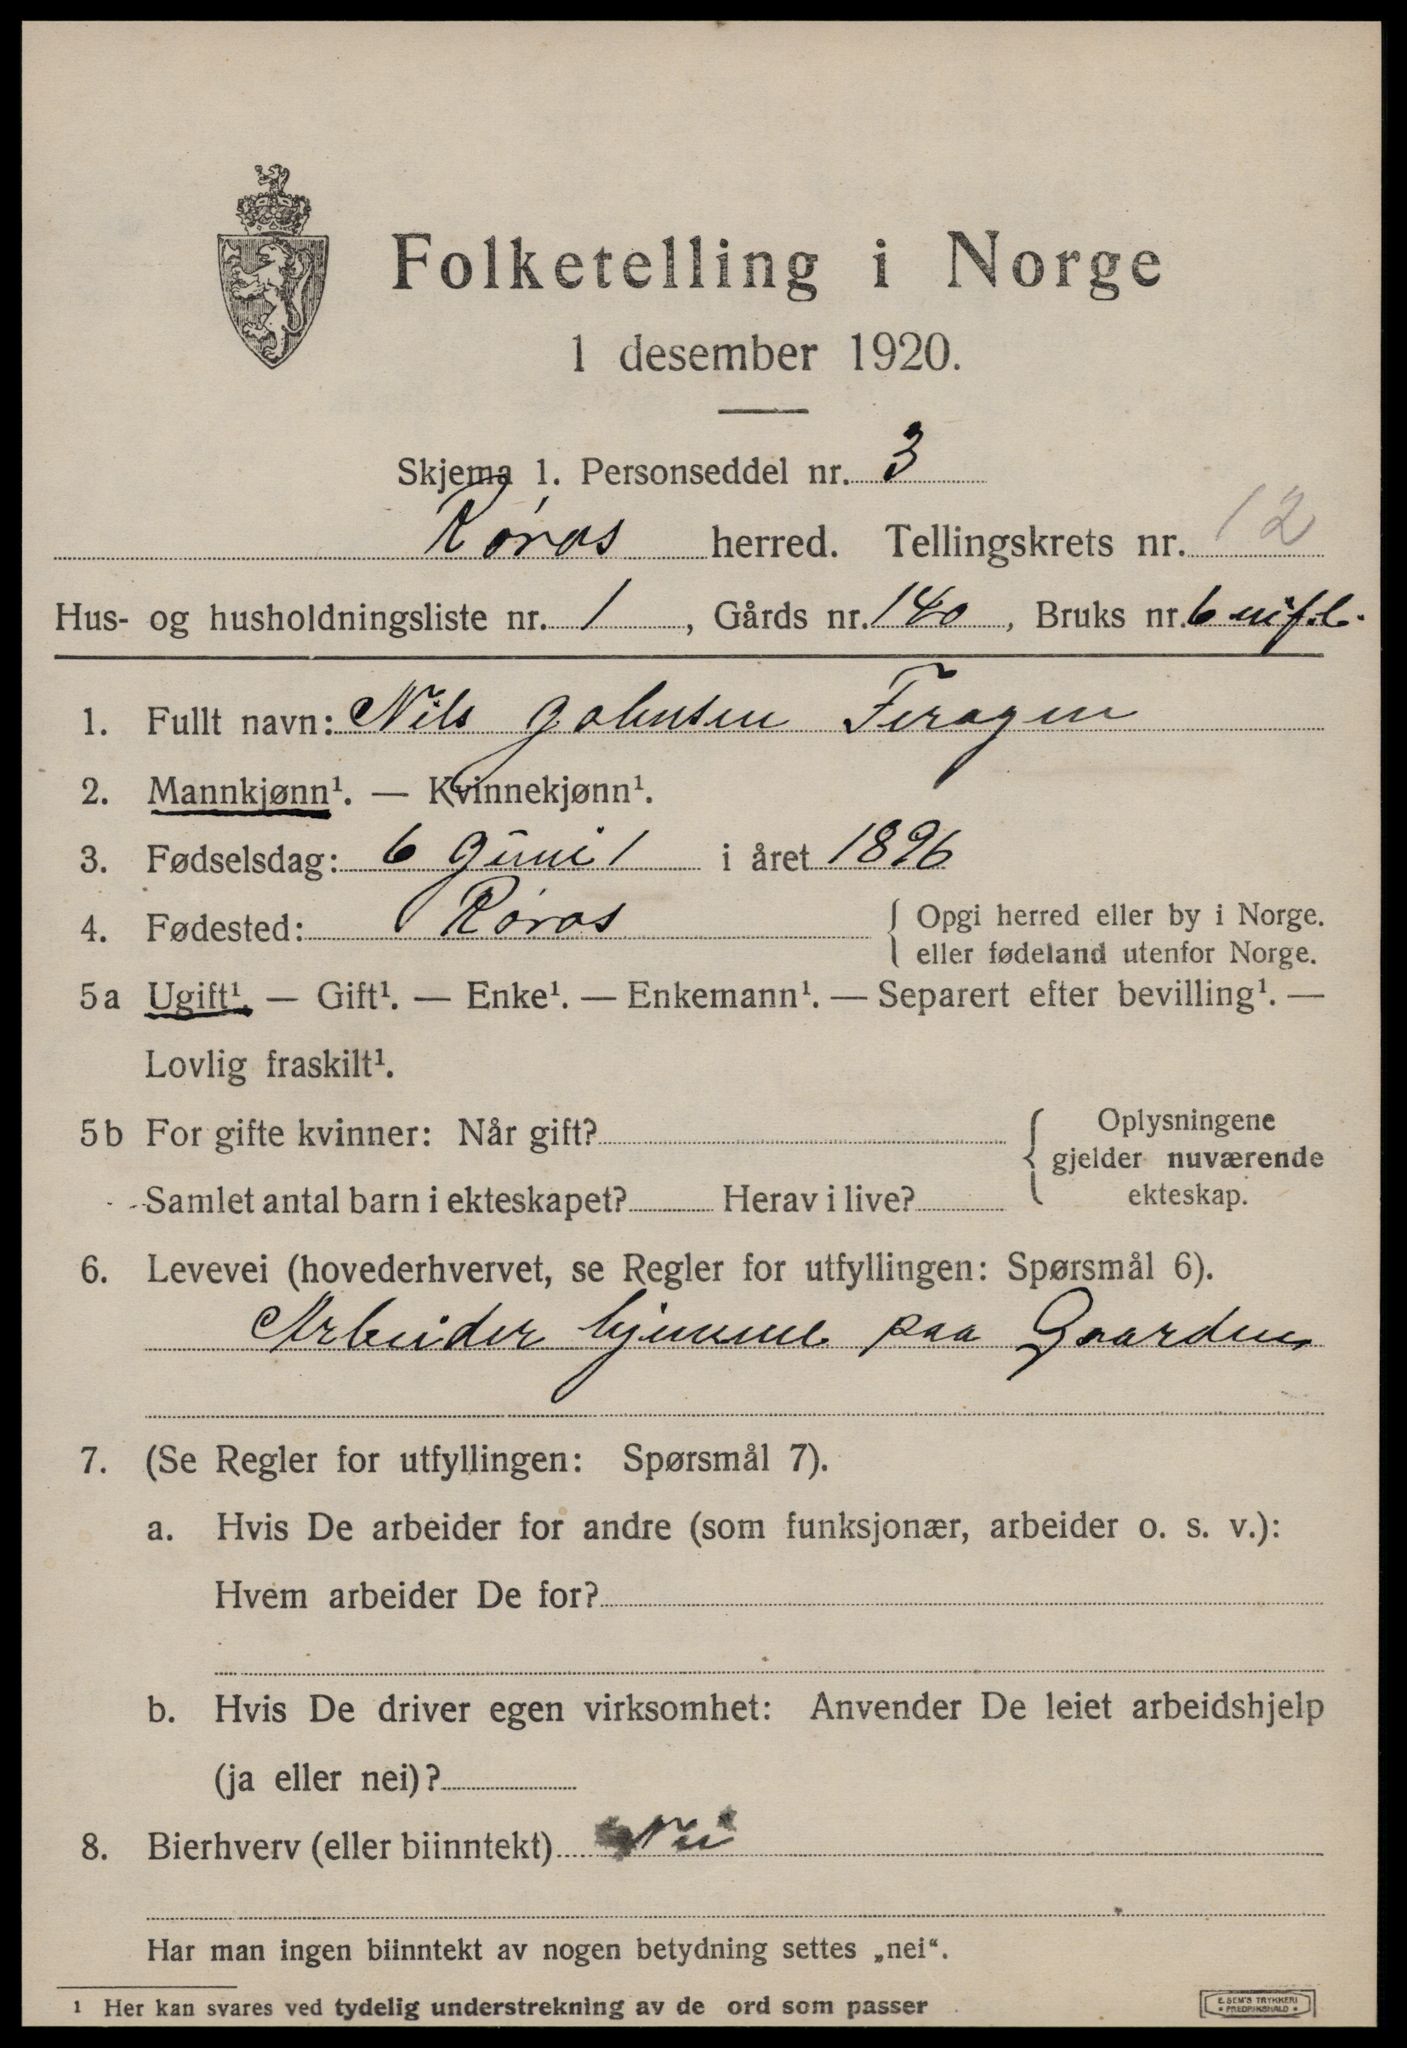 Folketelling i Norge
1 desember 1920.
Skjema 1. Personseddel nr. 3
Røros herred. Tellingskrets nr. 12
Hus- og husholdningsliste nr. 1, Gårds nr. 140, Bruks nr. 6
1. Fullt navn: Nils Johnsen Feragen
2. Mannkjønn¹. — Kvinnekjønn¹.
3. Fødselsdag: 6 Juni i året 1896
4. Fødested: Røros { Opgi herred eller by i Norge.
eller fødeland utenfor Norge.
5a Ugift¹. — Gift¹. — Enke¹. — Enkemann¹. — Separert efter bevilling¹. —
Lovlig fraskilt¹.
5b For gifte kvinner: Når gift? { Oplysningene
gjelder nuværende
Samlet antal barn i ekteskapet? Herav i live? ekteskap.
6. Levevei (hovederhvervet, se Regler for utfyllingen: Spørsmål 6).
Arbeider hjemme paa Gaarden
7. (Se Regler for utfyllingen: Spørsmål 7).
a. Hvis De arbeider for andre (som funksjonær, arbeider o. s. v.):
Hvem arbeider De for?
b. Hvis De driver egen virksomhet: Anvender De leiet arbeidshjelp
(ja eller nei)?
8. Bierhverv (eller biinntekt) Nei
Har man ingen biinntekt av nogen betydning settes „nei“.
¹ Her kan svares ved tydelig understrekning av de ord som passer
E. SEM'S TRYKKERI
• FREDRIKSHALD •